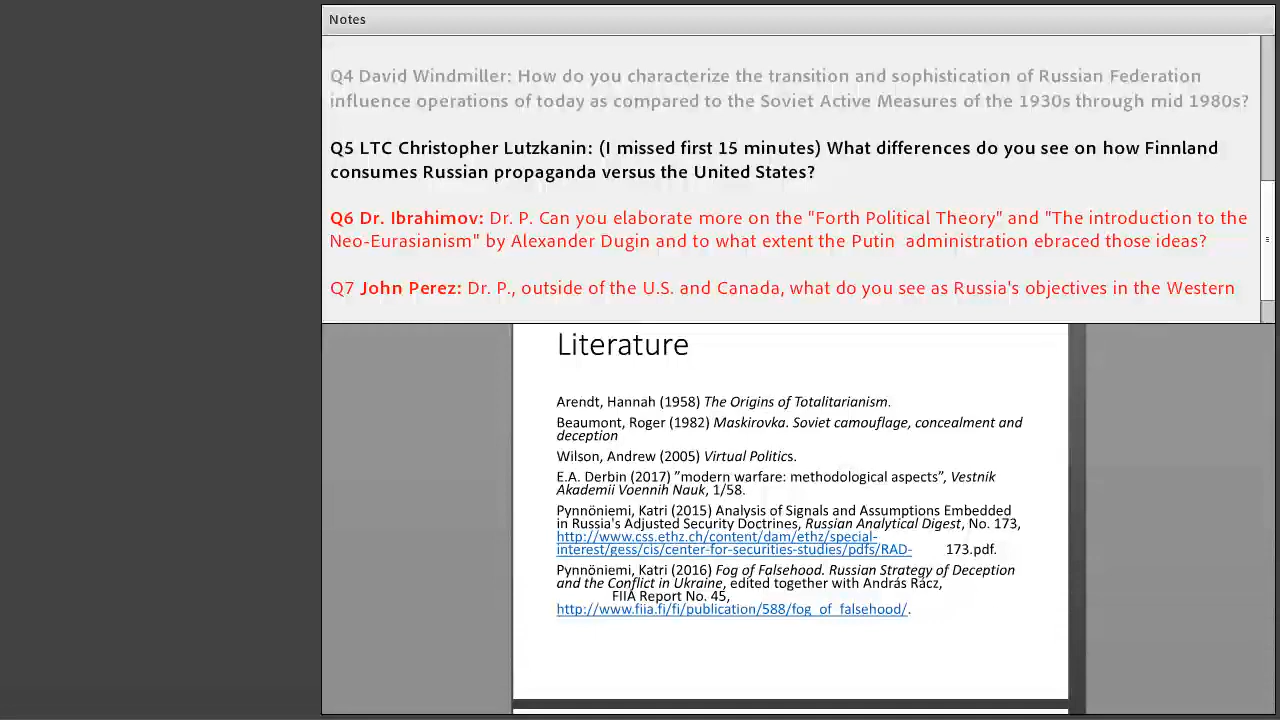 Notes
Q4 David Windmiller: How do you characterize the transition and sophistication of Russian Federation
influence operations of today as compared to the Soviet Active Measures of the 1930s through mid 1980s?
Q5 LTC Christopher Lutzkanin: (I missed first 15 minutes) What differences do you see on how Finnland
consumes Russian propaganda versus the United States?
Q6 Dr. Ibrahimov: Dr. P. Can you elaborate more on the "Forth Political Theory" and "The introduction to the
Neo-Eurasianism" by Alexander Dugin and to what extent the Putin  administration ebraced those ideas?
Q7 John Perez: Dr. P., outside of the U.S. and Canada, what do you see as Russia's objectives in the Western
Literature
Arendt, Hannah (1958) The Origins of Totalitarianism.
Beaumont, Roger (1982) Maskirovka. Soviet camouflage, concealment and
deception
Wilson, Andrew (2005) Virtual Politics.
E.A. Derbin (2017) ”modern warfare: methodological aspects”, Vestnik
Akademii Voennih Nauk, 1/58.
Pynnöniemi, Katri (2015) Analysis of Signals and Assumptions Embedded
in Russia's Adjusted Security Doctrines, Russian Analytical Digest, No. 173,
http://www.css.ethz.ch/content/dam/ethz/special-
interest/gess/cis/center-for-securities-studies/pdfs/RAD- 173.pdf.
Pynnöniemi, Katri (2016) Fog of Falsehood. Russian Strategy of Deception
and the Conflict in Ukraine, edited together with András Rácz,
FIIA Report No. 45,
http://www.fiia.fi/fi/publication/588/fog_of_falsehood/.